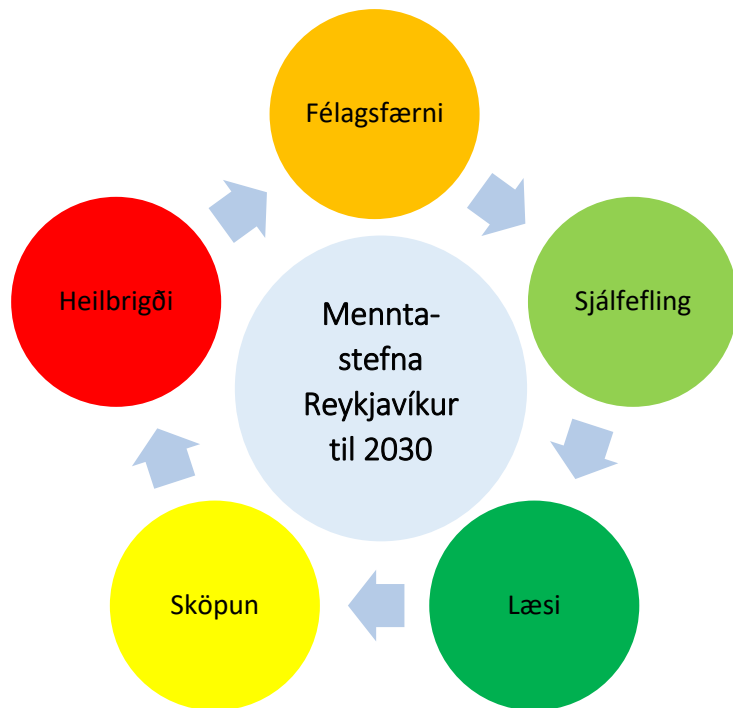 Félagsfærni
Heilbrigði
Sjálfefling
Mennta-
stefna
Reykjavíkur
til 2030
Sköpun
Læsi